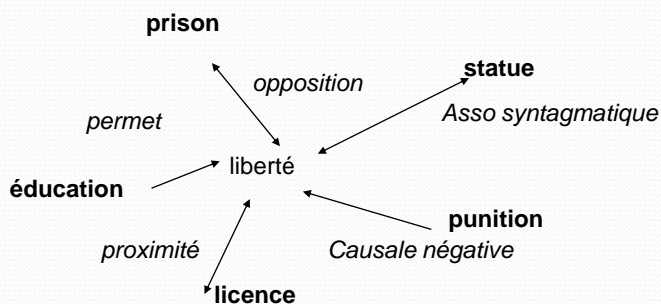 prison
opposition
statue
Asso syntagmatique
permet
liberté
éducation
punition
proximité
Causale négative
licence